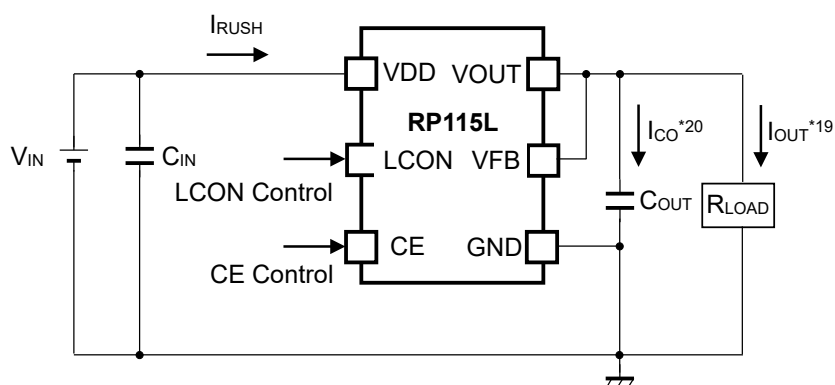 IRUSH
VDD VOUT
RP115L
ICO*20 IOUT*19
VIN CIN LCON VFB
LCON Control
COUT RLOAD
CE GND
CE Control